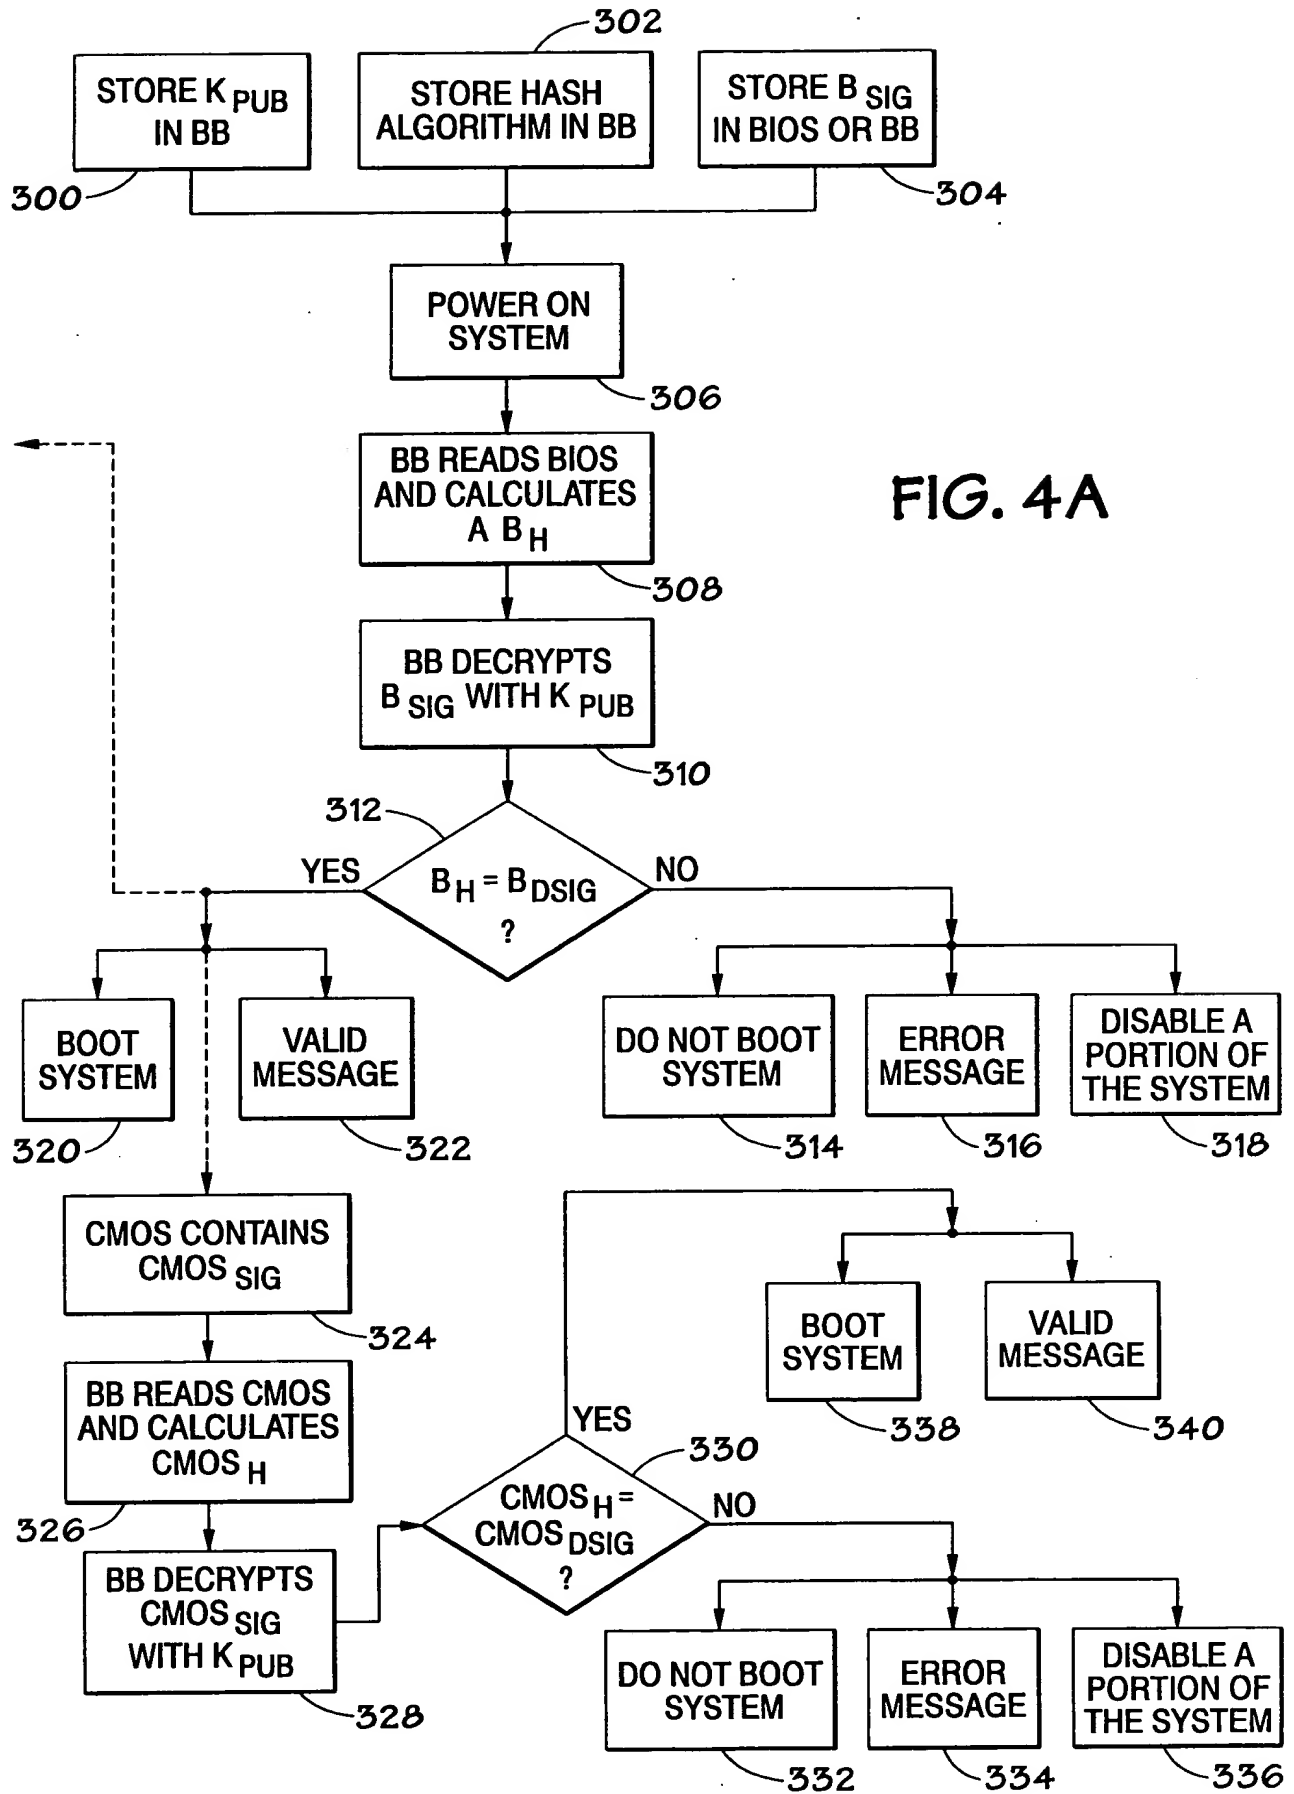 302
STORE K PUB
IN BB
STORE HASH
ALGORITHM IN BB
STORE B SIG
IN BIOS OR BB
300
304
POWER ON
SYSTEM
306
BB READS BIOS
AND CALCULATES
A B H
308
FIG. 4A
BB DECRYPTS
B SIG WITH K PUB
310
312
YES
B H = B DSIG
?
NO
BOOT
SYSTEM
VALID
MESSAGE
DO NOT BOOT
SYSTEM
ERROR
MESSAGE
DISABLE A
PORTION OF
THE SYSTEM
320
322
314
316
318
CMOS CONTAINS
CMOS SIG
324
BOOT
SYSTEM
VALID
MESSAGE
338
340
BB READS CMOS
AND CALCULATES
CMOS H
326
YES
330
CMOS H =
CMOS DSIG
?
NO
BB DECRYPTS
CMOS SIG
WITH K PUB
328
DO NOT BOOT
SYSTEM
ERROR
MESSAGE
DISABLE A
PORTION OF
THE SYSTEM
332
334
336